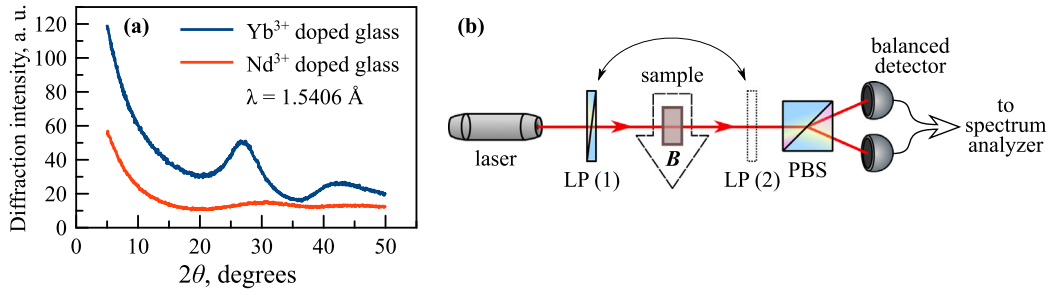 (a)
Yb³⁺ doped glass
Nd³⁺ doped glass
λ = 1.5406 Å
Diffraction intensity, a. u.
120
100
80
60
40
20
0
0
10
20
30
40
50
2θ, degrees
(b)
laser
LP (1)
sample
B
LP (2)
PBS
balanced
detector
to
spectrum
analyzer